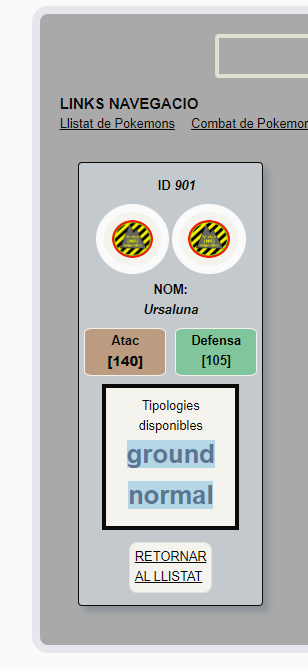 LINKS NAVEGACIO
Llistat de Pokemons Combat de Pokemon
ID 901
NOM:
Ursaluna
Atac Defensa
[140] [105]
Tipologies
disponibles
ground
normal
RETORNAR
AL LLISTAT